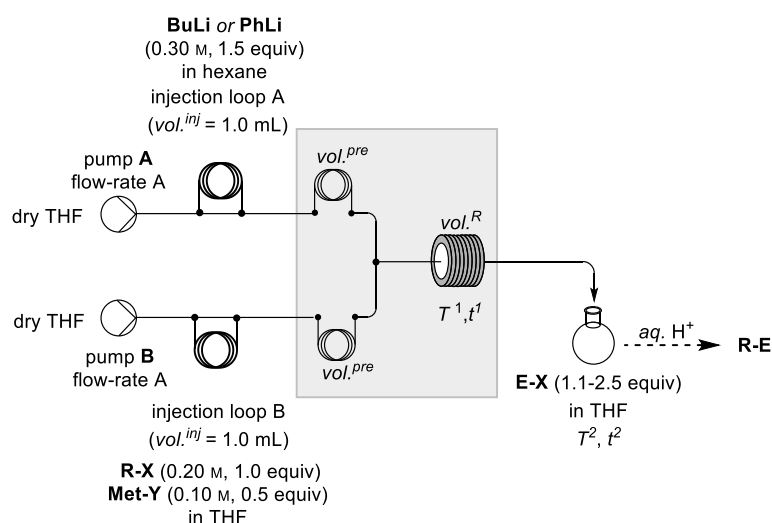 BuLi or PhLi
(0.30 M, 1.5 equiv)
in hexane
injection loop A
(vol.inj = 1.0 mL)
pump A
flow-rate A
dry THF
vol.pre
vol.R
T1,t1
dry THF
pump B
flow-rate A
vol.pre
injection loop B
(vol.inj = 1.0 mL)
R-X (0.20 M, 1.0 equiv)
Met-Y (0.10 M, 0.5 equiv)
in THF
aq. H+
R-E
E-X (1.1-2.5 equiv)
in THF
T2, t2